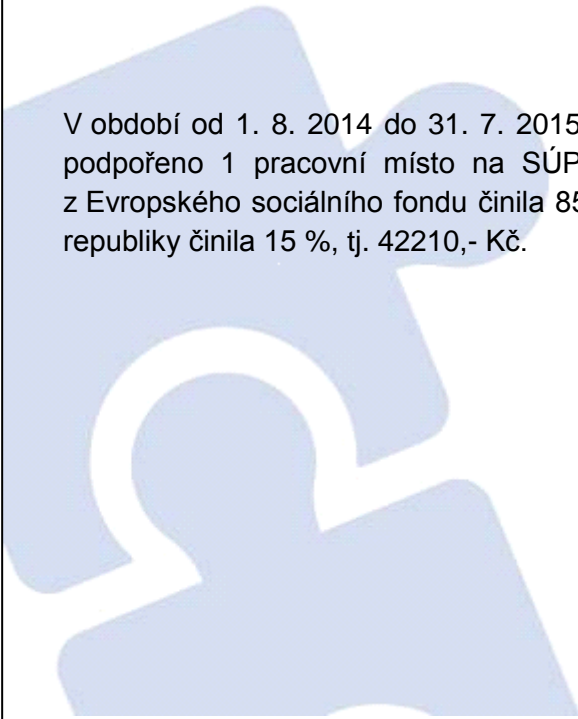 V období od 1. 8. 2014 do 31. 7. 2015
podpořeno 1 pracovní místo na SÚP
z Evropského sociálního fondu činila 85
republiky činila 15 %, tj. 42210,- Kč.